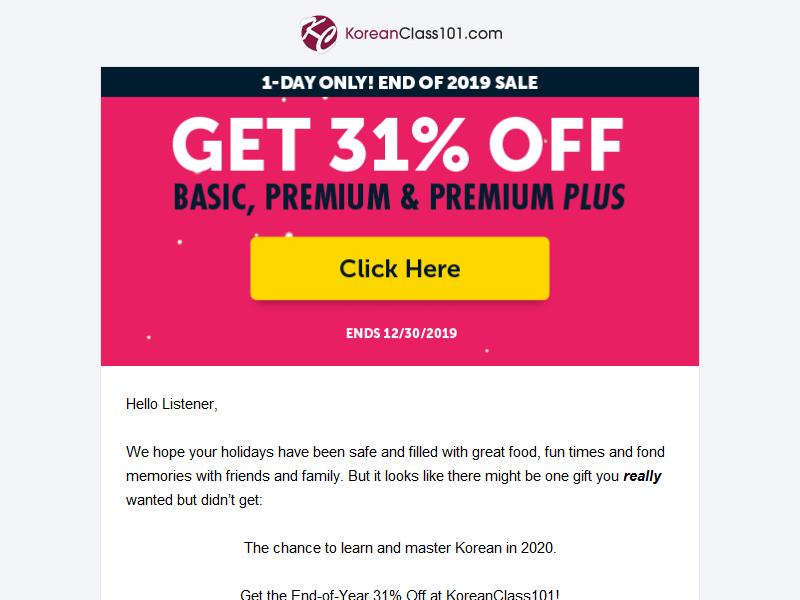 KoreanClass101.com
1-DAY ONLY! END OF 2019 SALE
GET 31% OFF
BASIC, PREMIUM & PREMIUM PLUS
Click Here
ENDS 12/30/2019
Hello Listener,
We hope your holidays have been safe and filled with great food, fun times and fond
memories with friends and family. But it looks like there might be one gift you really
wanted but didn’t get:
The chance to learn and master Korean in 2020.
Get the End-of-Year 31% Off at KoreanClass101!